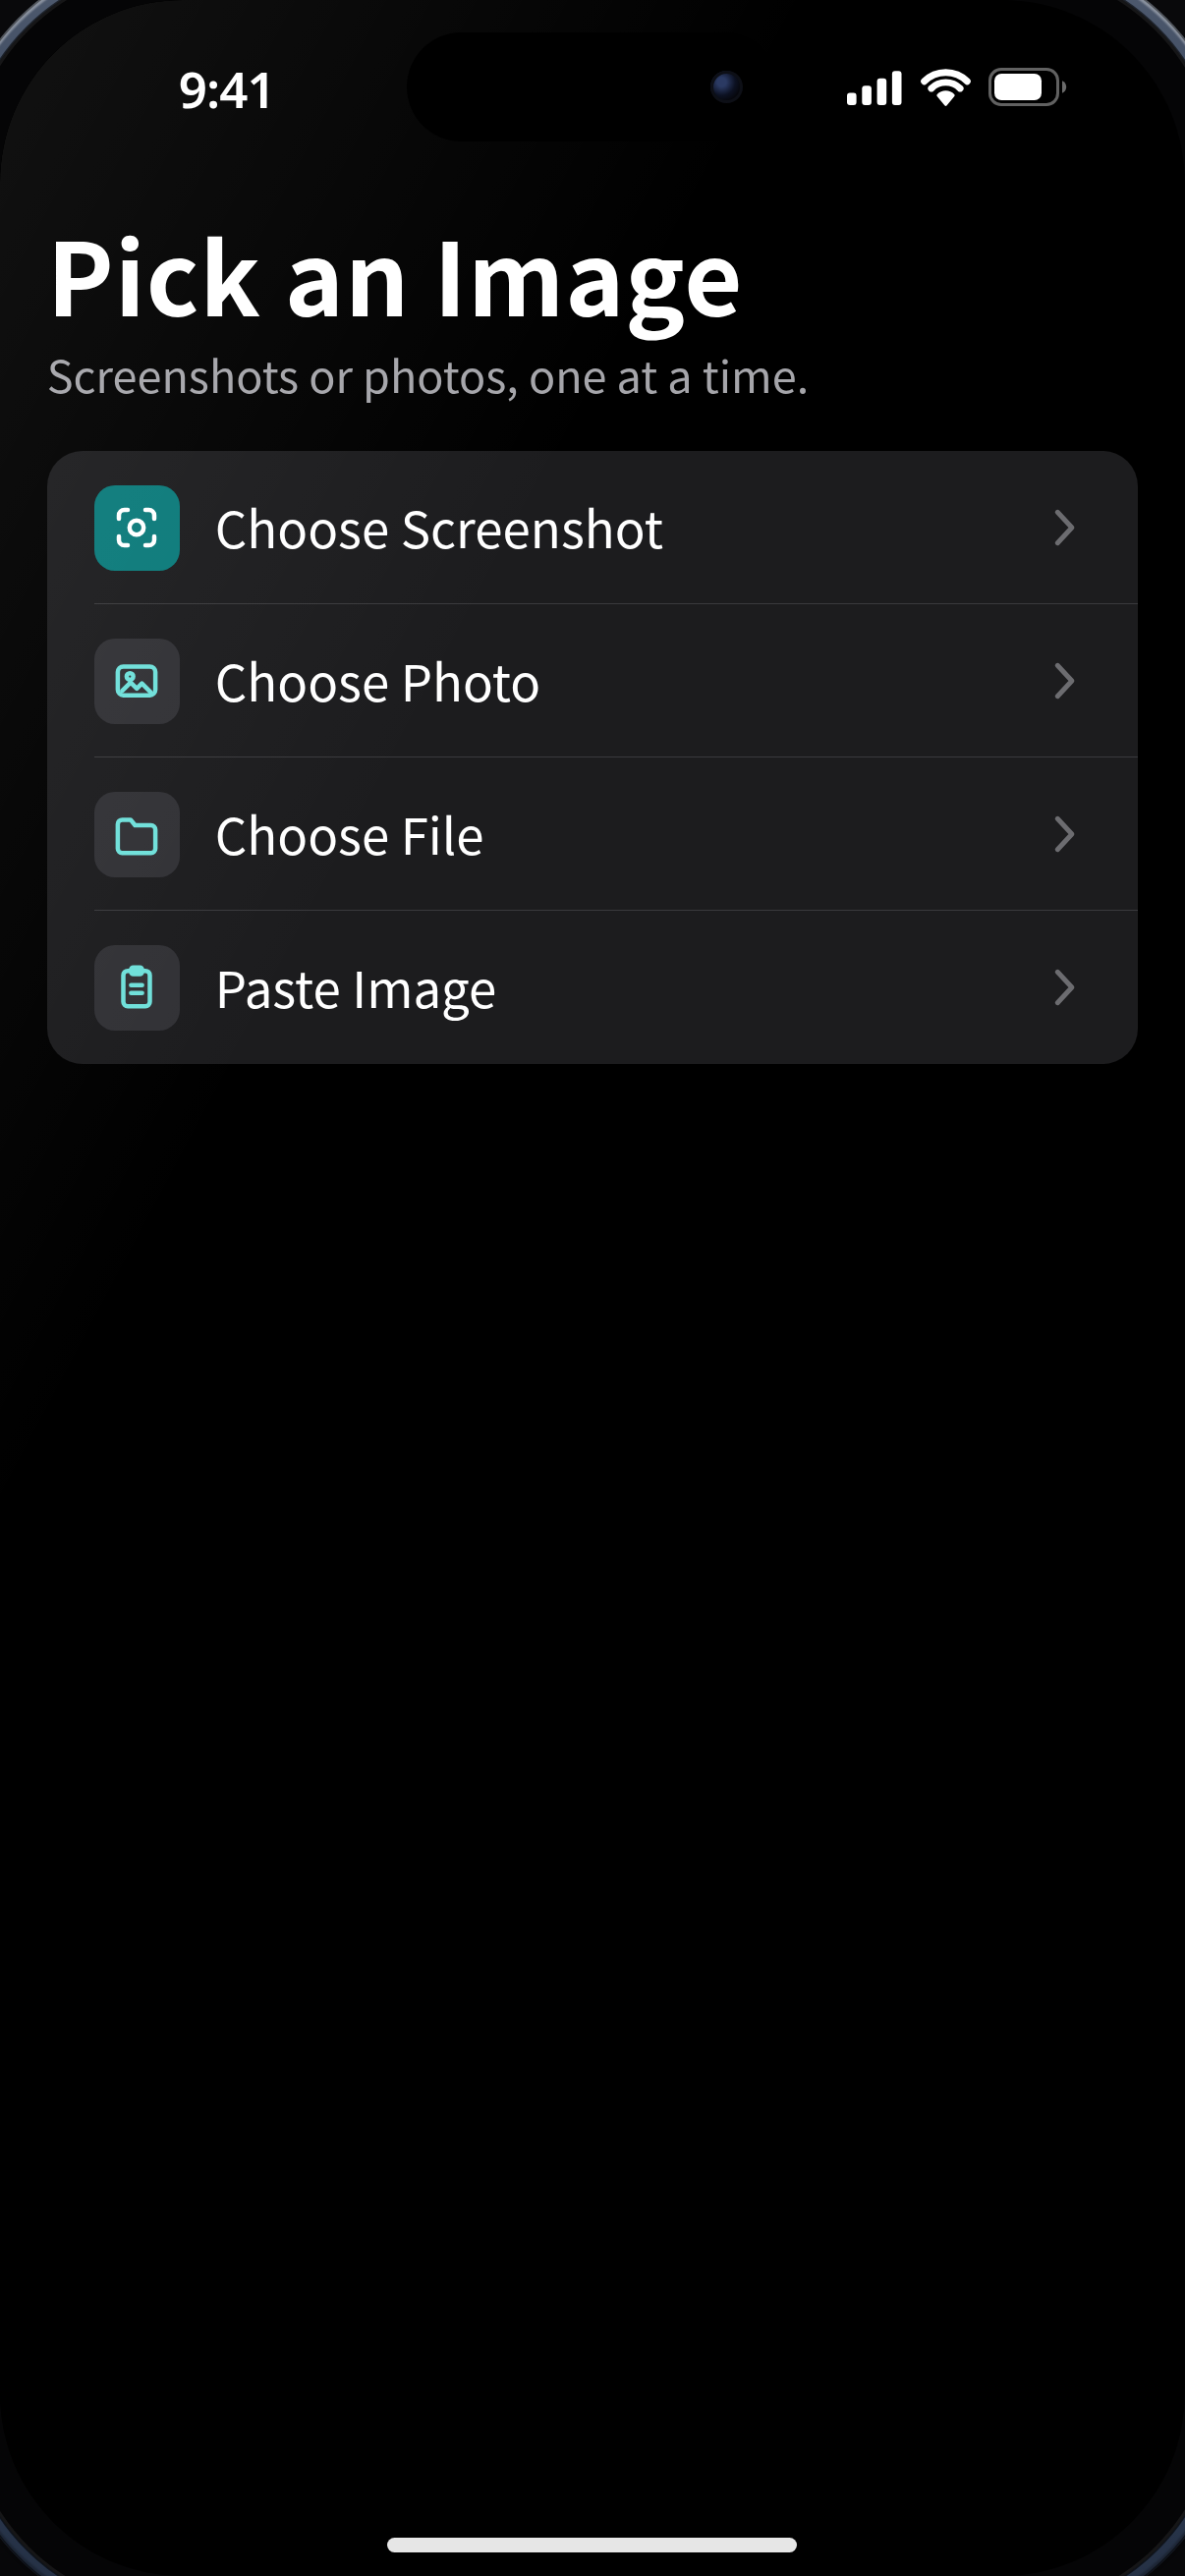 9:41
Pick an Image
Screenshots or photos, one at a time.
Choose Screenshot
Choose Photo
Choose File
Paste Image